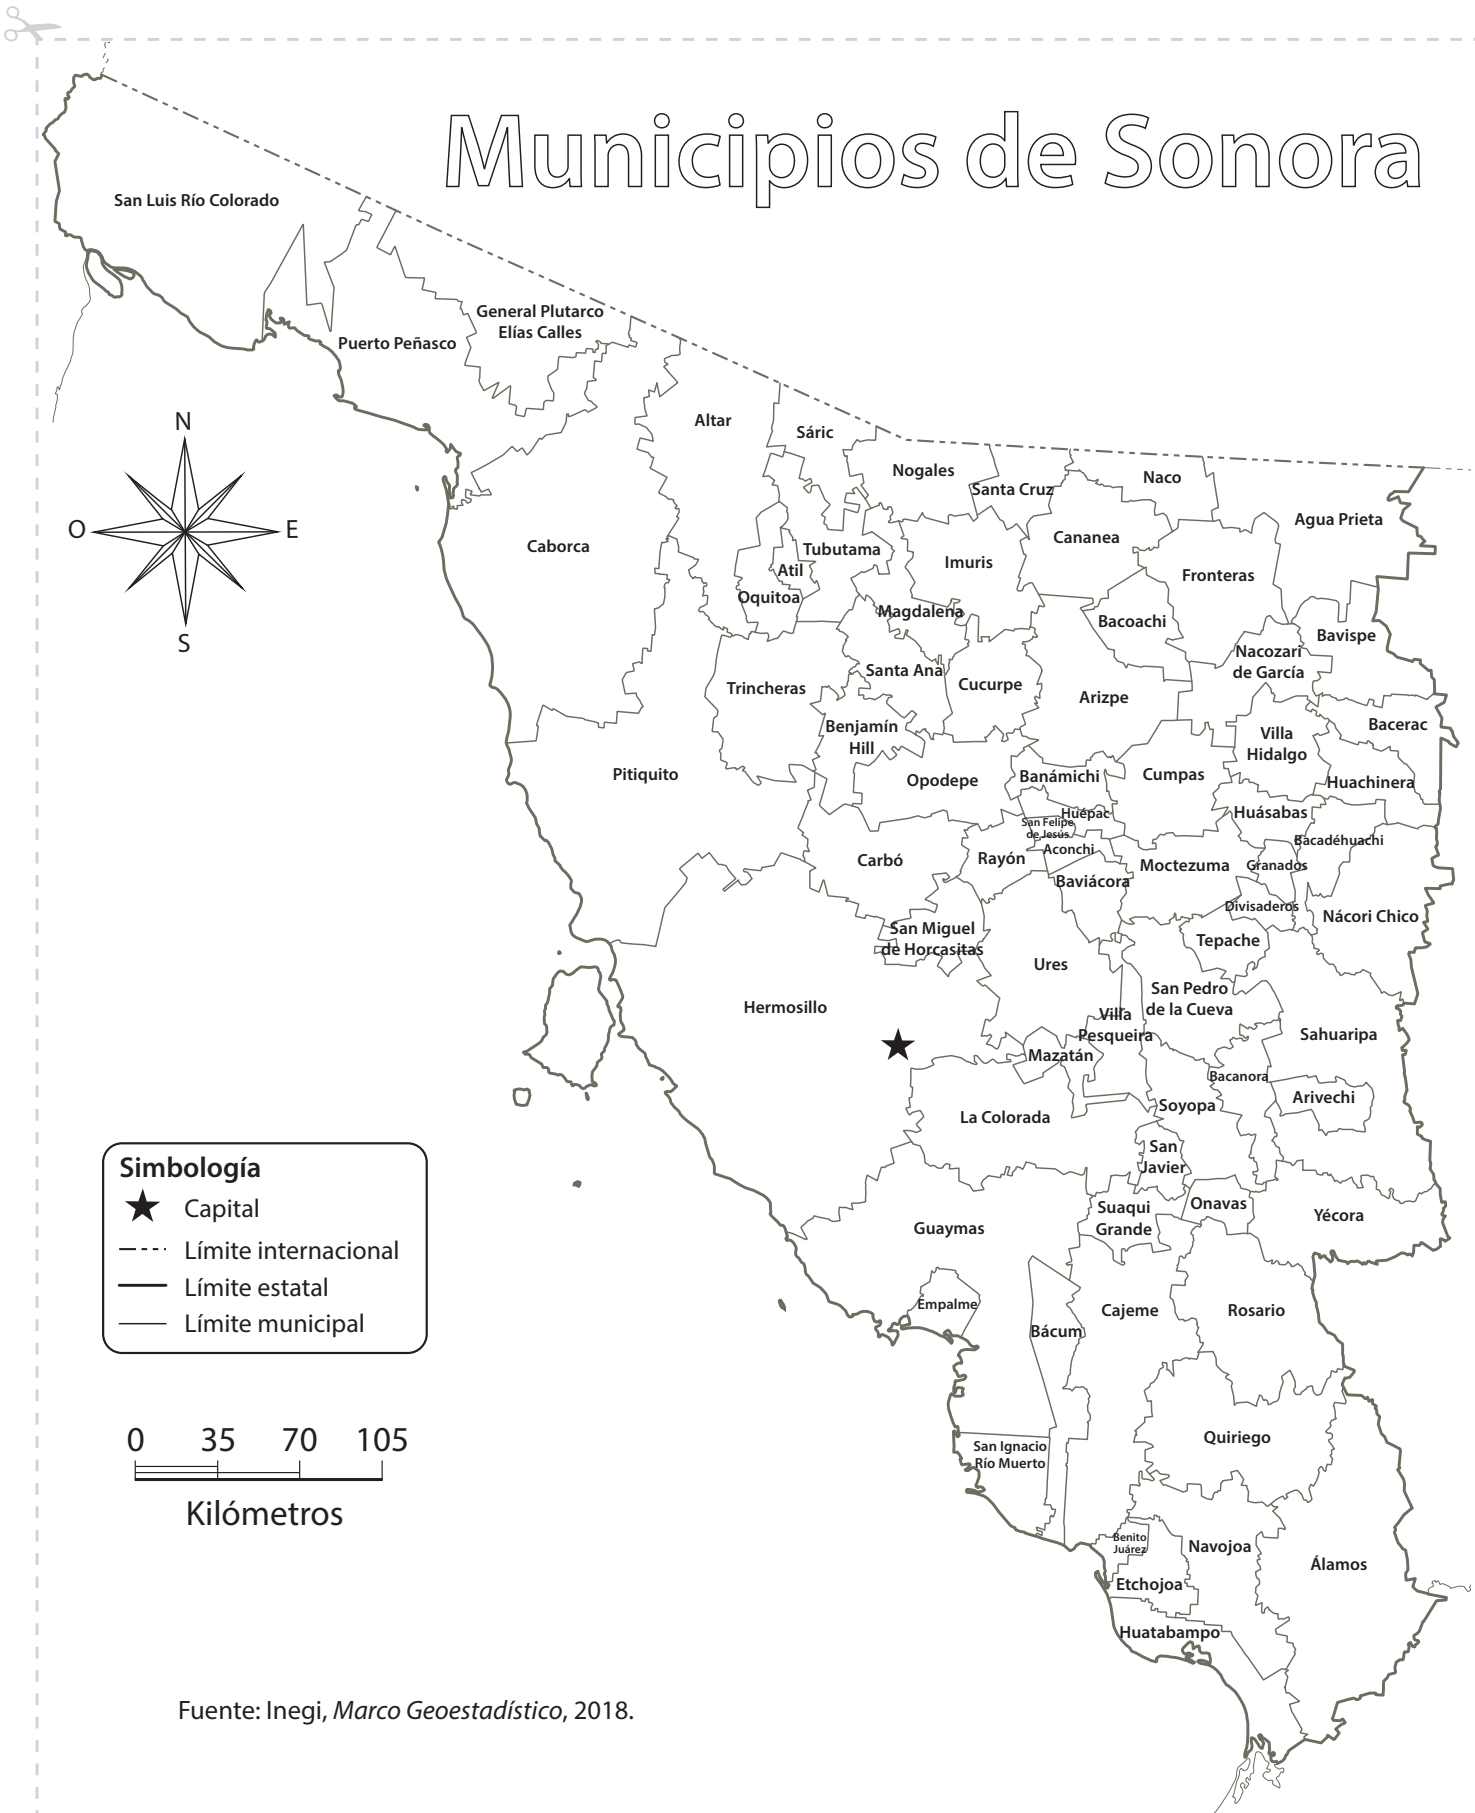 Municipios de Sonora
San Luis Río Colorado
General Plutarco
Elías Calles
Puerto Peñasco
N
O
E
S
Altar
Sáric
Nogales
Santa Cruz
Naco
Agua Prieta
Caborca
Cananea
Tubutama
Imuris
Atil
Fronteras
Oquitoa
Magdalena
Bacoachi
Bavispe
Nacozari
de García
Santa Ana
Cucurpe
Trincheras
Arizpe
Benjamín
Hill
Villa
Hidalgo
Bacerac
Pitiquito
Opodepe
Banámichi
Cumpas
Huachinera
Huépac
Huásabas
San Felipe
de Jesús
Bacadéhuachi
Aconchi
Carbó
Rayón
Moctezuma
Granados
Baviácora
Divisaderos
Nácori Chico
San Miguel
de Horcasitas
Tepache
Ures
San Pedro
de la Cueva
Hermosillo
Villa
Pesqueira
Sahuaripa
Mazatán
Bacanora
Arivechi
Soyopa
La Colorada
San
Javier
Suaqui
Grande
Onavas
Yécora
Guaymas
Empalme
Cajeme
Rosario
Bácum
Quiriego
San Ignacio
Río Muerto
Benito
Juárez
Navojoa
Álamos
Etchojoa
Huatabampo
Simbología
Capital
Límite internacional
Límite estatal
Límite municipal
0 35 70 105
Kilómetros
Fuente: Inegi, Marco Geoestadístico, 2018.